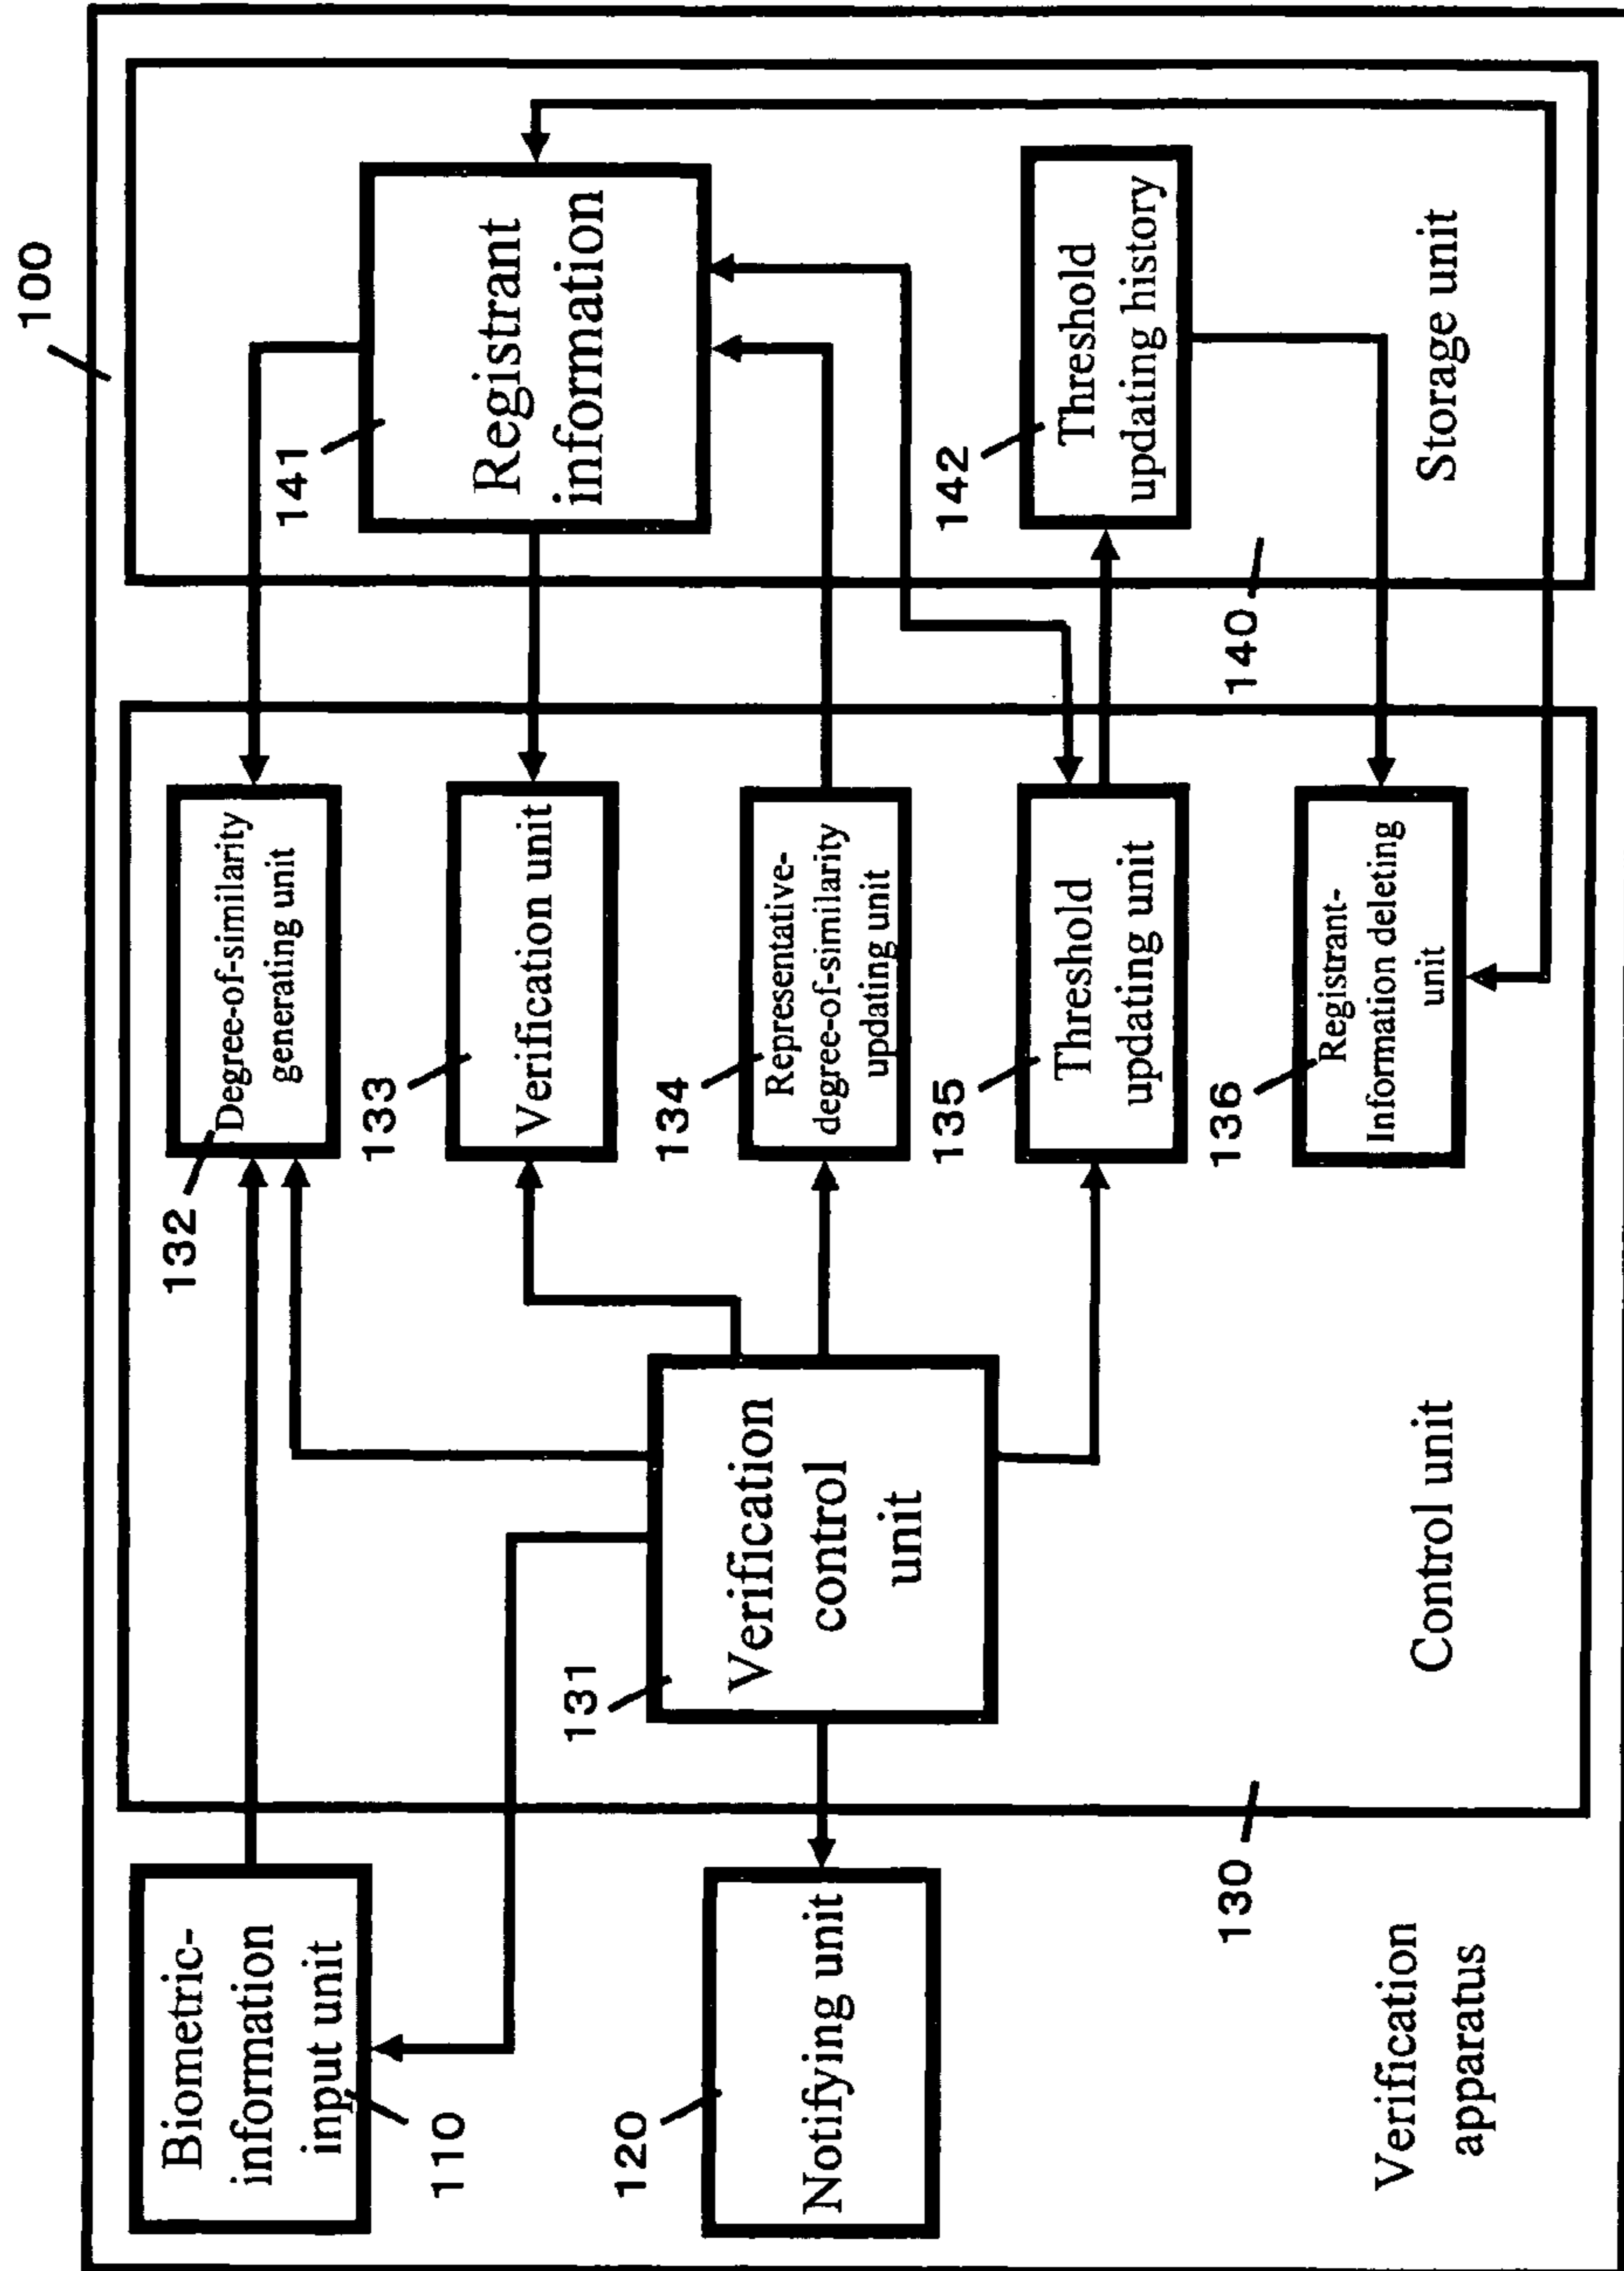 100
Biometric-
information
input unit
110
Notifying unit
120
Verification
apparatus
130
Verification
control
unit
131
Control unit
Degree-of-similarity
generating unit
132
Verification unit
133
Representative-
degree-of-similarity
updating unit
134
Threshold
updating unit
135
Registrant-
Information deleting
unit
136
Registrant
information
141
Threshold
updating history
142
140
Storage unit